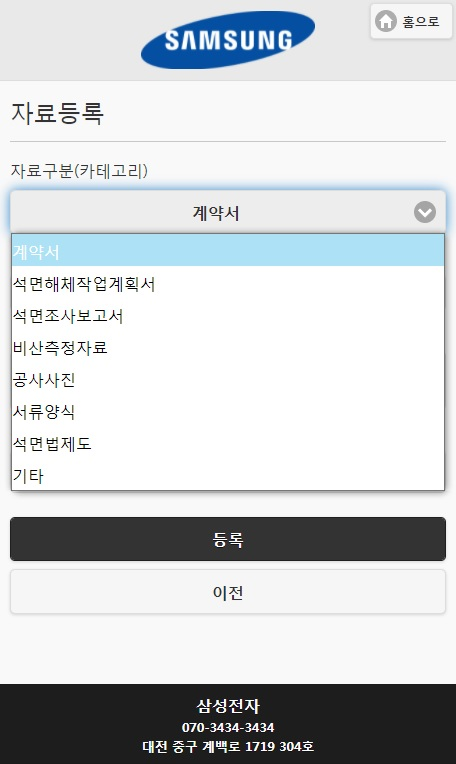 SAMSUNG
홈으로
자료등록
자료구분(카테고리)
계약서
계약서
석면해체작업계획서
석면조사보고서
비산측정자료
공사사진
서류양식
석면법제도
기타
등록
이전
삼성전자
070-3434-3434
대전 중구 계백로 1719 304호